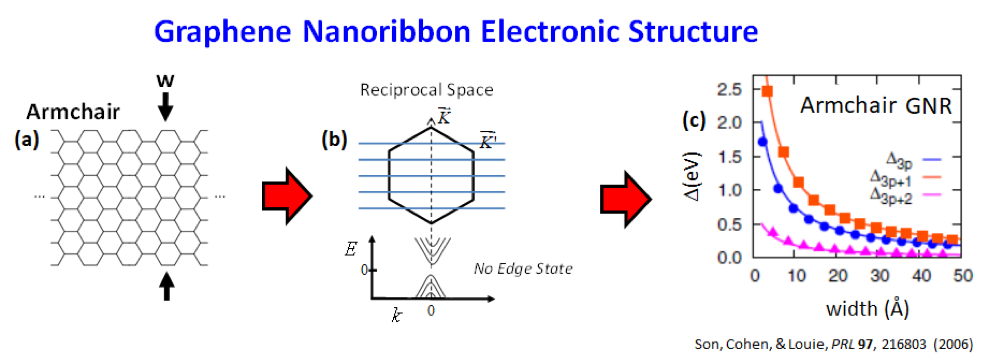 Graphene Nanoribbon Electronic Structure
Armchair
w
(a)
...
...
(b)
Reciprocal Space
K
K'
E
0
No Edge State
k
0
(c)
Armchair GNR
Δ(eV)
2.5
2.0
1.5
1.0
0.5
0.0
Δ3p
Δ3p+1
Δ3p+2
0 10 20 30 40 50
width (Å)
Son, Cohen, & Louie, PRL 97, 216803 (2006)